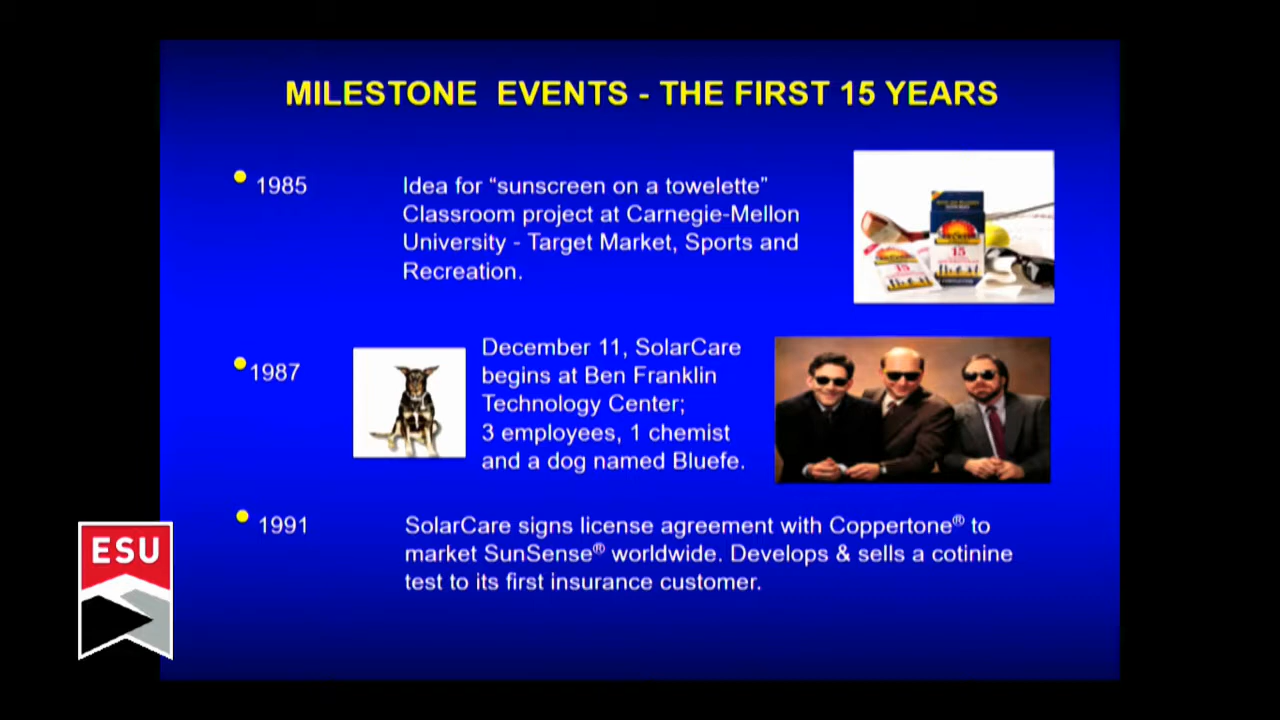 MILESTONE EVENTS - THE FIRST 15 YEARS
1985
Idea for “sunscreen on a towelette”
Classroom project at Carnegie-Mellon
University - Target Market, Sports and
Recreation.
15
15
1987
December 11, SolarCare
begins at Ben Franklin
Technology Center;
3 employees, 1 chemist
and a dog named Bluefe.
1991
SolarCare signs license agreement with Coppertone® to
market SunSense® worldwide. Develops & sells a cotinine
test to its first insurance customer.
ESU